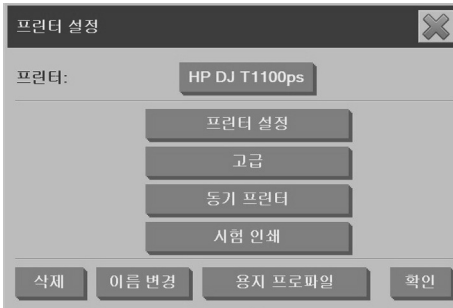 프린터 설정
프린터: HP DJ T1100ps
프린터 설정
고급
동기 프린터
시험 인쇄
삭제 이름 변경 용지 프로파일 확인